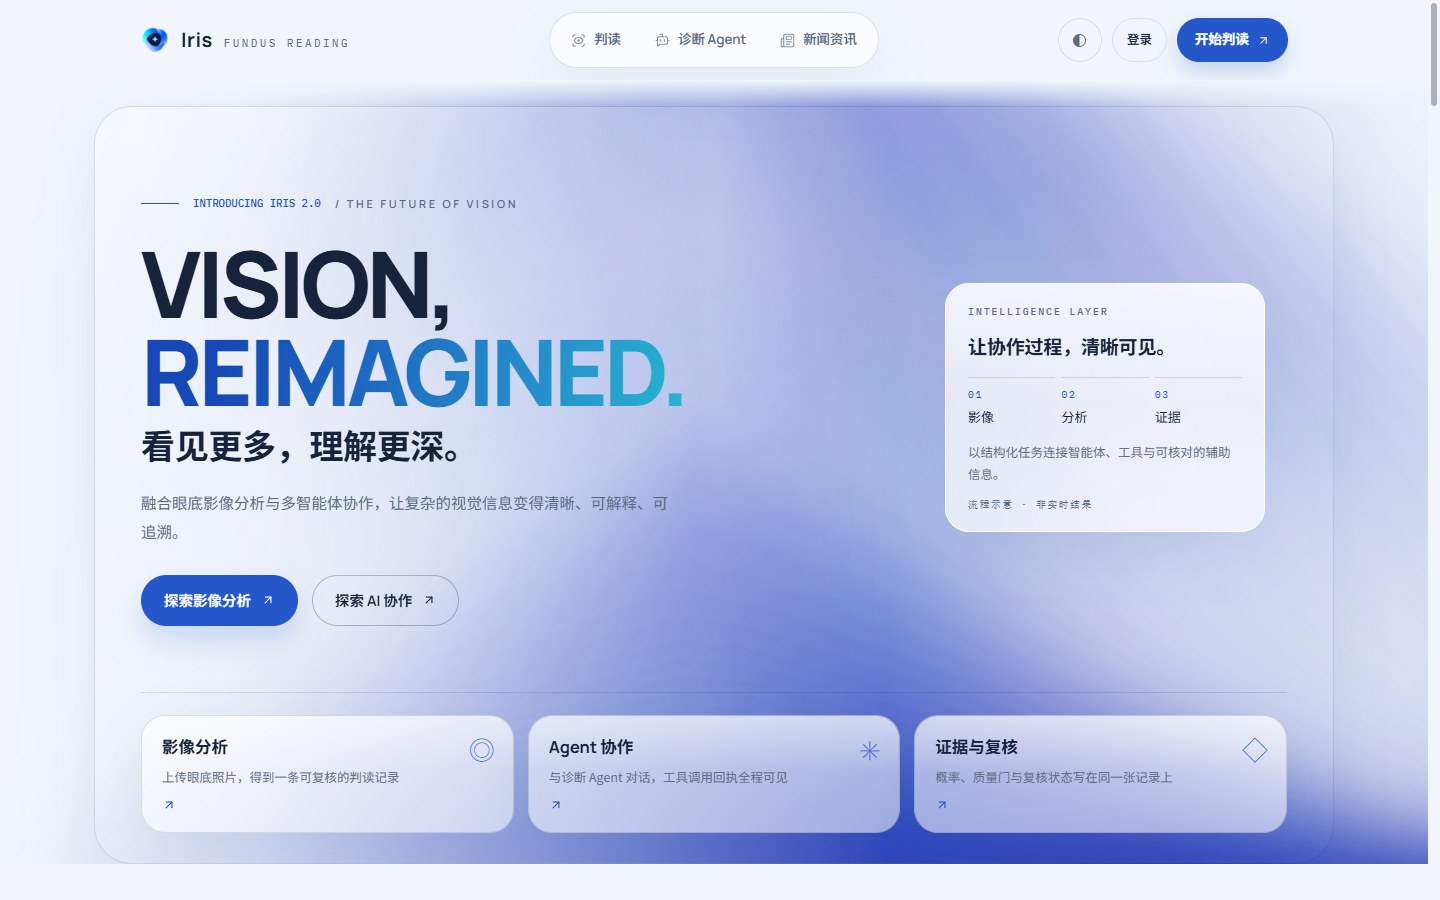 Iris FUNDUS READING
判读
诊断 Agent
新闻资讯
登录
开始判读
INTRODUCING IRIS 2.0 / THE FUTURE OF VISION
VISION,
REIMAGINED.
看见更多，理解更深。
融合眼底影像分析与多智能体协作，让复杂的视觉信息变得清晰、可解释、可
追溯。
探索影像分析
探索 AI 协作
INTELLIGENCE LAYER
让协作过程，清晰可见。
01 02 03
影像 分析 证据
以结构化任务连接智能体、工具与可核对的辅助
信息。
流程示意 · 非实时结果
影像分析
上传眼底照片，得到一条可复核的判读记录
Agent 协作
与诊断 Agent 对话，工具调用回执全程可见
证据与复核
概率、质量门与复核状态写在同一张记录上